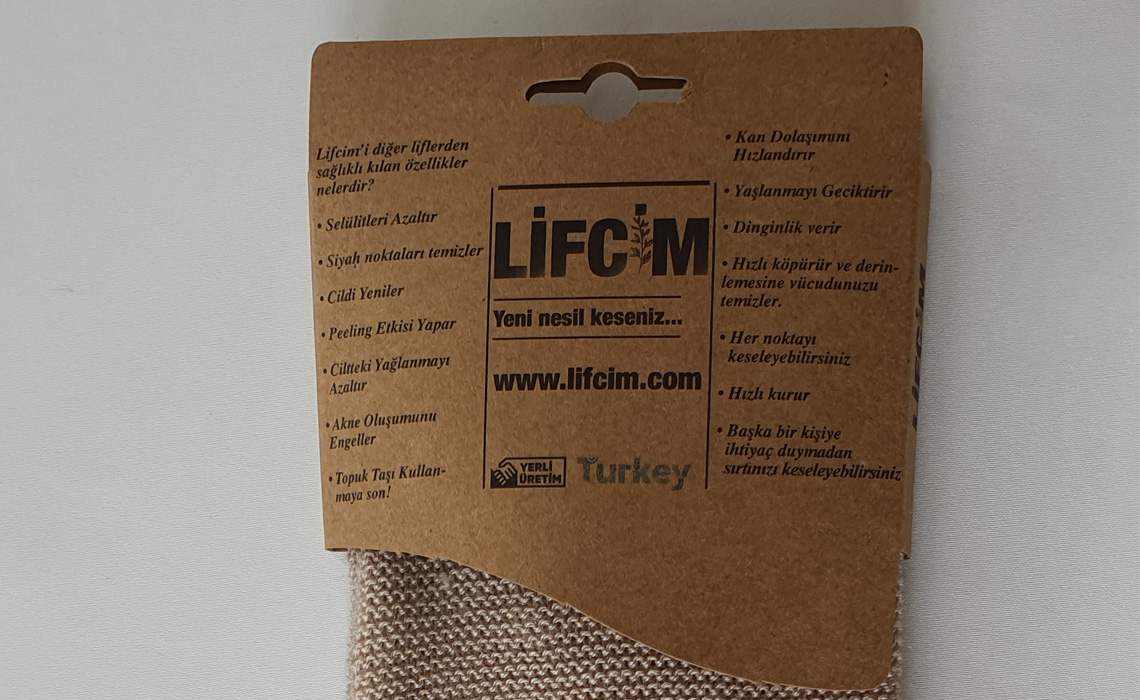 Lifcim'i diğer liflerden
sağlıklı kılan özellikler
nelerdir?
• Selülitleri Azaltır
• Siyah noktaları temizler
• Cildi Yeniler
• Peeling Etkisi Yapar
• Ciltteki Yağlanmayı
Azaltır
• Akne Oluşumunu
Engeller
• Topuk Taşı Kullan-
maya son!
LİFCİM
Yeni nesil keseniz...
www.lifcim.com
YERLİ
ÜRETİM
Turkey
• Kan Dolaşımını
Hızlandırır
• Yaşlanmayı Geciktirir
• Dinginlik verir
• Hızlı köpürür ve derin-
lemesine vücudunuzu
temizler.
• Her noktayı
keseleyebilirsiniz
• Hızlı kurur
• Başka bir kişiye
ihtiyaç duymadan
sırtınızı keseleyebilirsiniz
LİFCİM